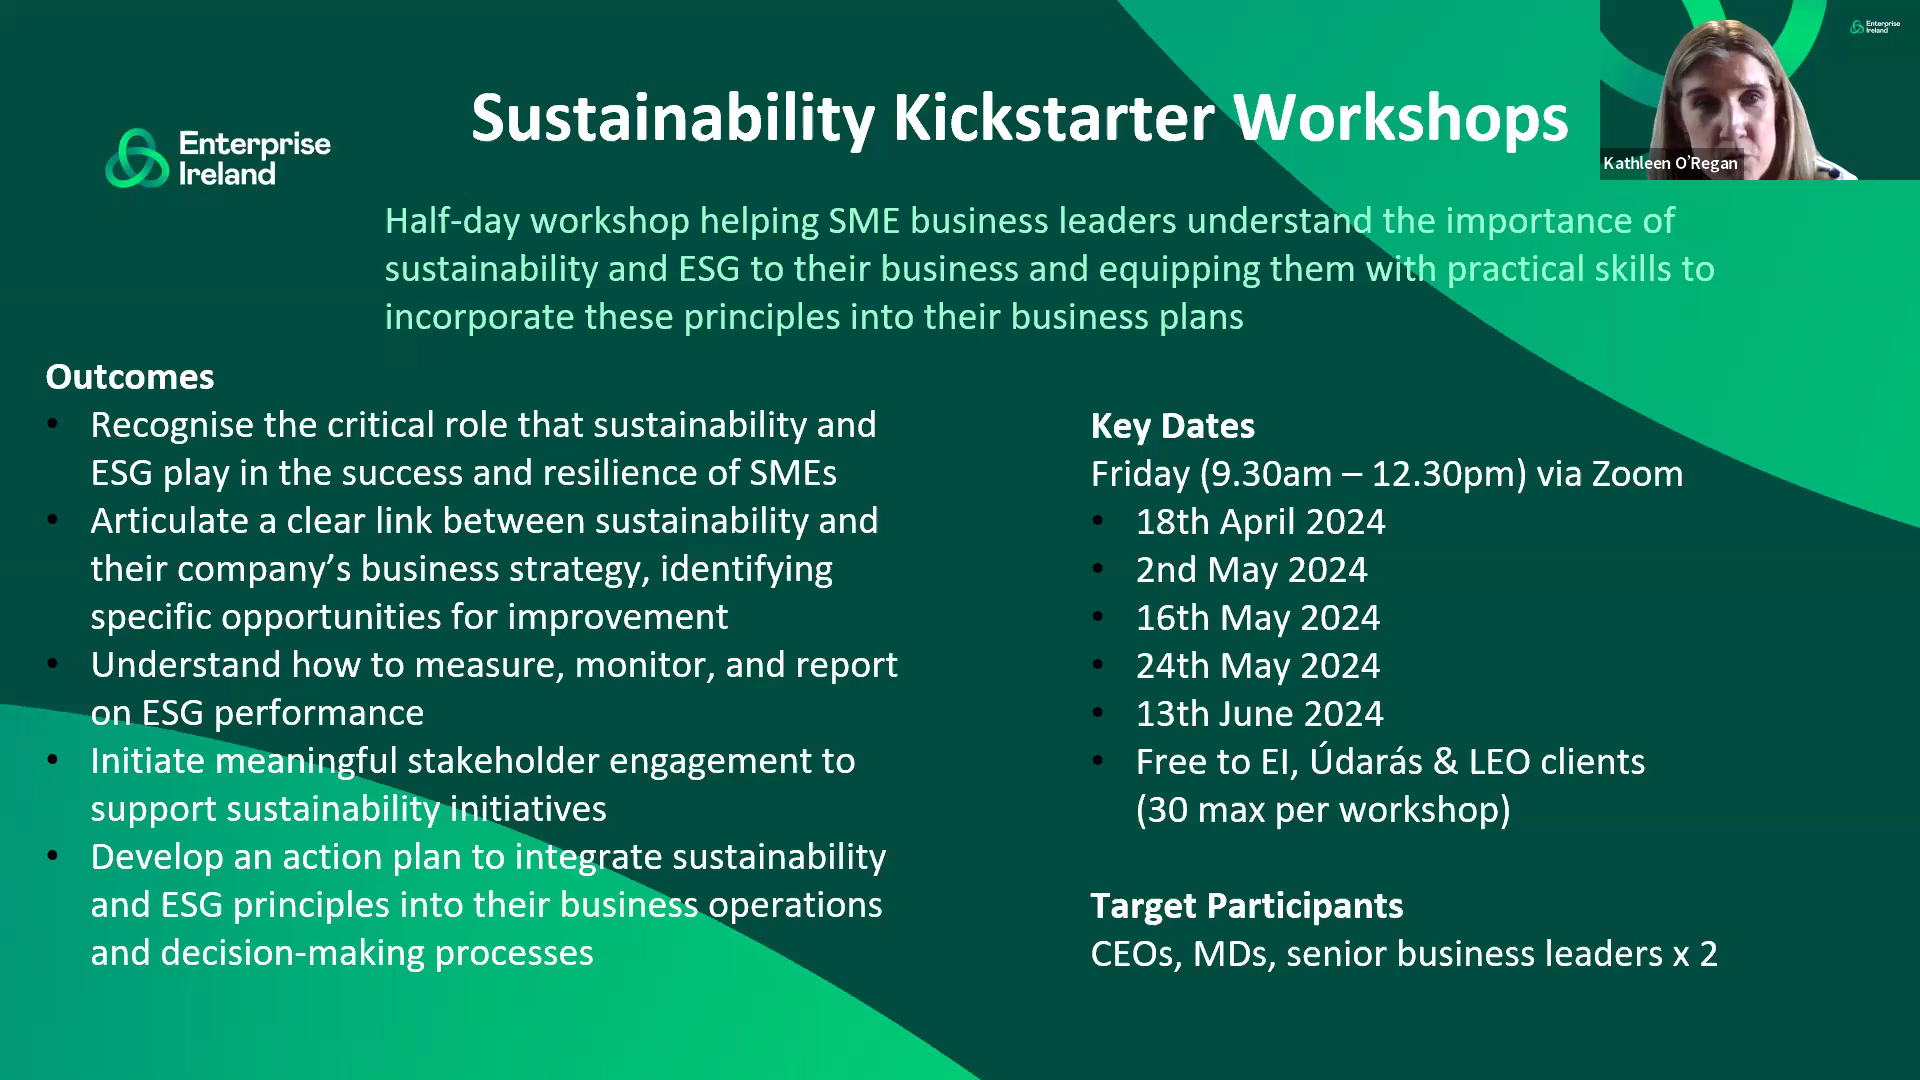 Enterprise
Ireland
Sustainability Kickstarter Workshops
Enterprise
Ireland
Kathleen O'Regan
Half-day workshop helping SME business leaders understand the importance of
sustainability and ESG to their business and equipping them with practical skills to
incorporate these principles into their business plans
Outcomes
• Recognise the critical role that sustainability and
ESG play in the success and resilience of SMEs
• Articulate a clear link between sustainability and
their company’s business strategy, identifying
specific opportunities for improvement
• Understand how to measure, monitor, and report
on ESG performance
• Initiate meaningful stakeholder engagement to
support sustainability initiatives
• Develop an action plan to integrate sustainability
and ESG principles into their business operations
and decision-making processes
Key Dates
Friday (9.30am – 12.30pm) via Zoom
• 18th April 2024
• 2nd May 2024
• 16th May 2024
• 24th May 2024
• 13th June 2024
• Free to EI, Údarás & LEO clients
(30 max per workshop)
Target Participants
CEOs, MDs, senior business leaders x 2